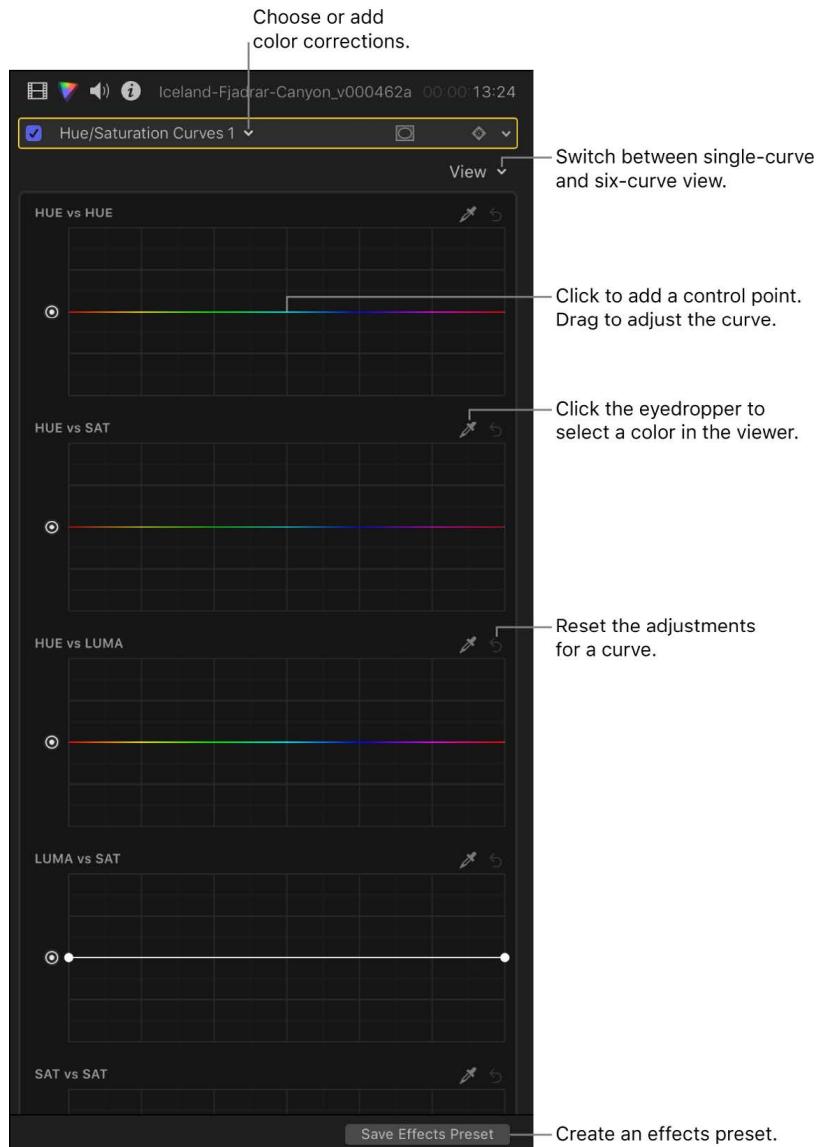 Choose or add
color corrections.
Iceland-Fjadrar-Canyon_v000462a 00:00:13:24
Hue/Saturation Curves 1
View
Switch between single-curve
and six-curve view.
HUE vs HUE
Click to add a control point.
Drag to adjust the curve.
Click the eyedropper to
select a color in the viewer.
HUE vs SAT
Reset the adjustments
for a curve.
HUE vs LUMA
LUMA vs SAT
SAT vs SAT
Save Effects Preset
Create an effects preset.